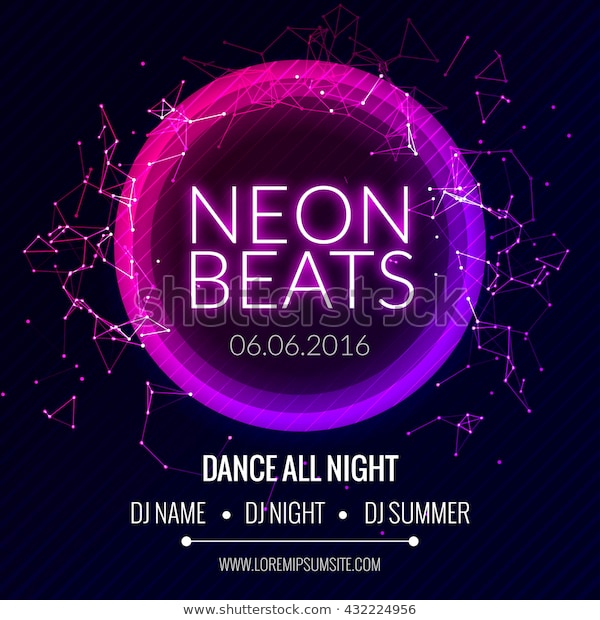 NEON
BEATS
06.06.2016
DANCE ALL NIGHT
DJ NAME • DJ NIGHT • DJ SUMMER
WWW.LOREMIPSUMSITE.COM
shutterstock
shutterstock.com • 432224956